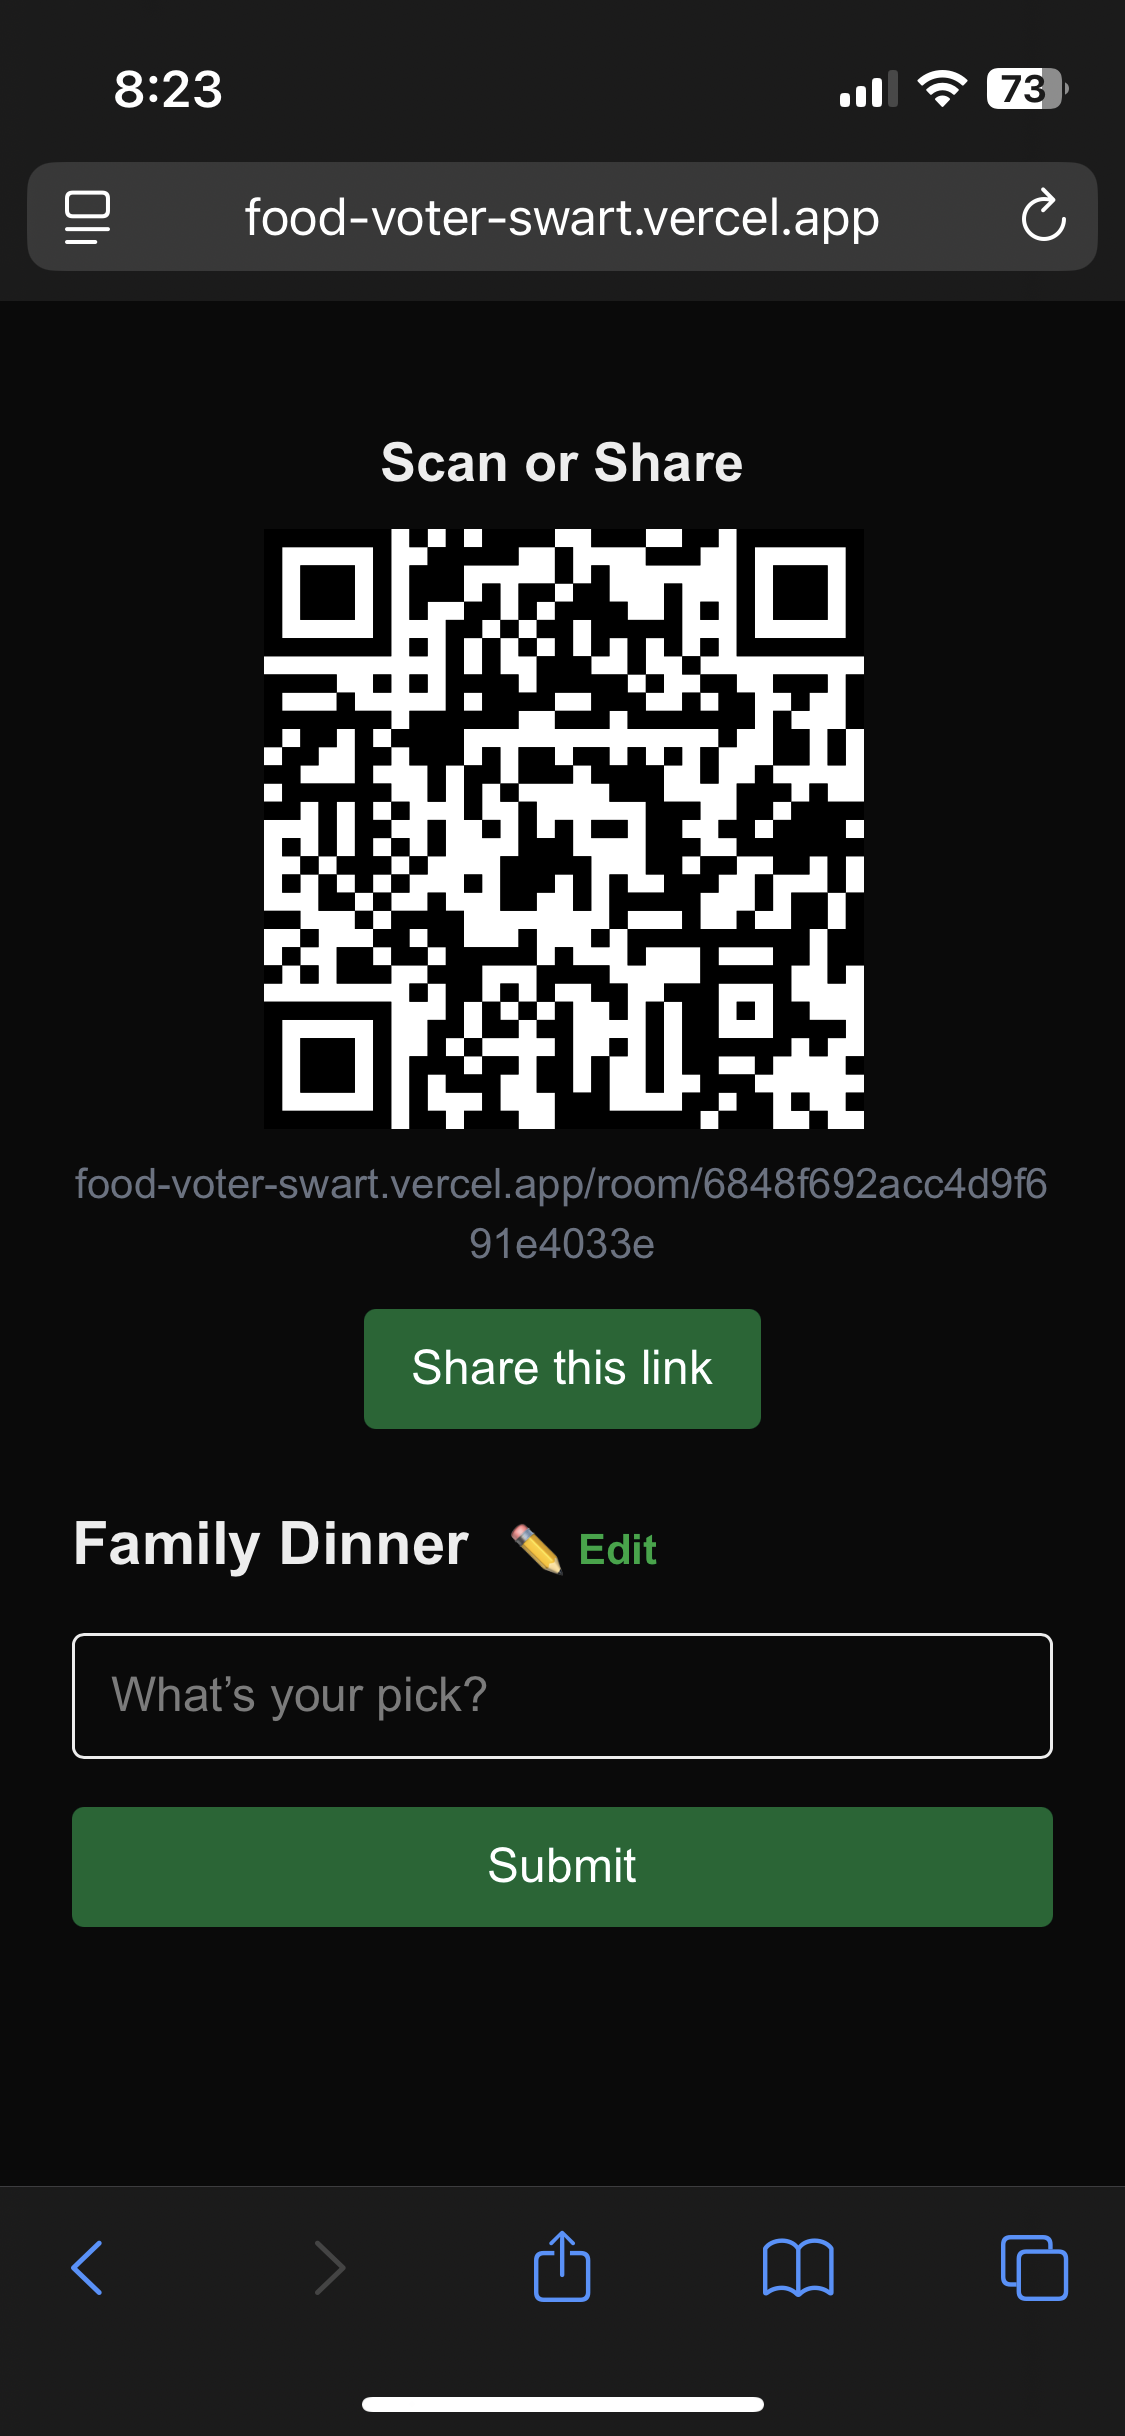 8:23
73
food-voter-swart.vercel.app
Scan or Share
food-voter-swart.vercel.app/room/6848f692acc4d9f6
91e4033e
Share this link
Family Dinner ✏️ Edit
What’s your pick?
Submit